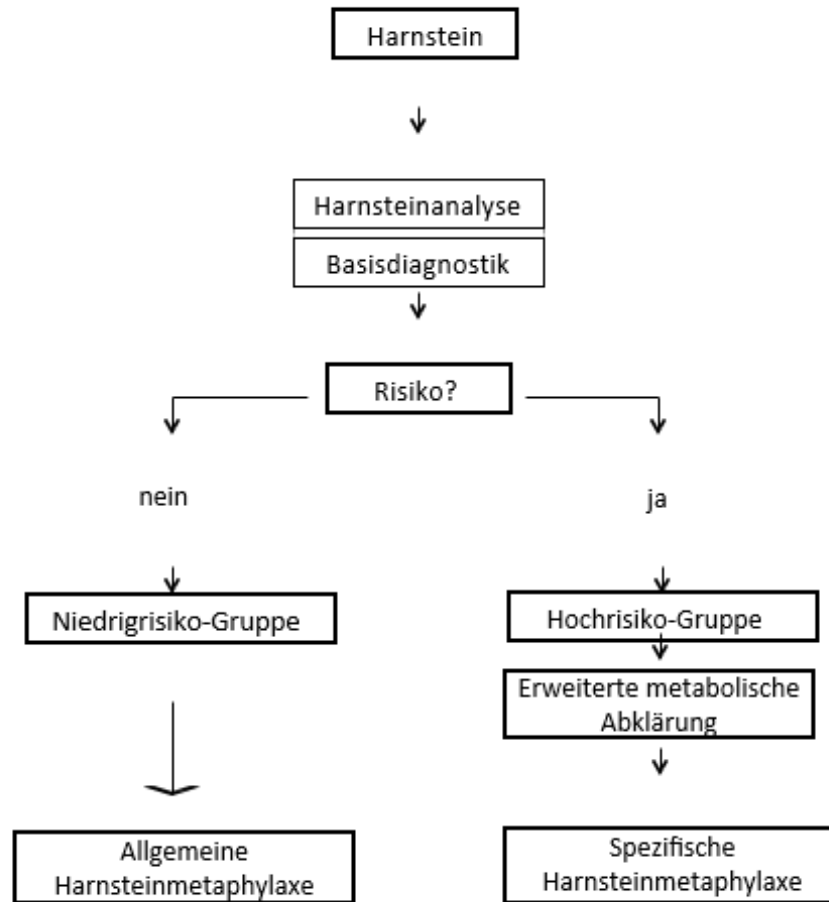 Harnstein
Harnsteinanalyse
Basisdiagnostik
Risiko?
nein
ja
Niedrigrisiko-Gruppe
Hochrisiko-Gruppe
Erweiterte metabolische
Abklärung
Allgemeine
Harnsteinmetaphylaxe
Spezifische
Harnsteinmetaphylaxe